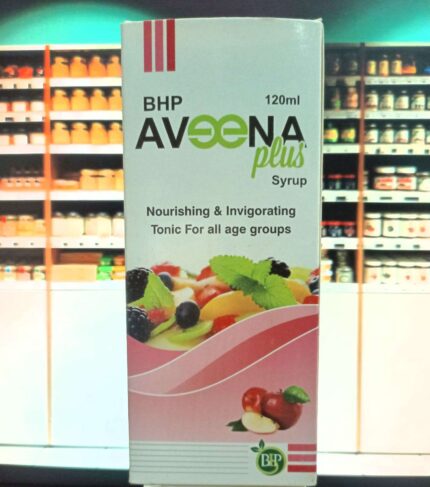 BHP 120ml
AVEENA
plus
Syrup
Nourishing & Invigorating
Tonic For all age groups
BHP